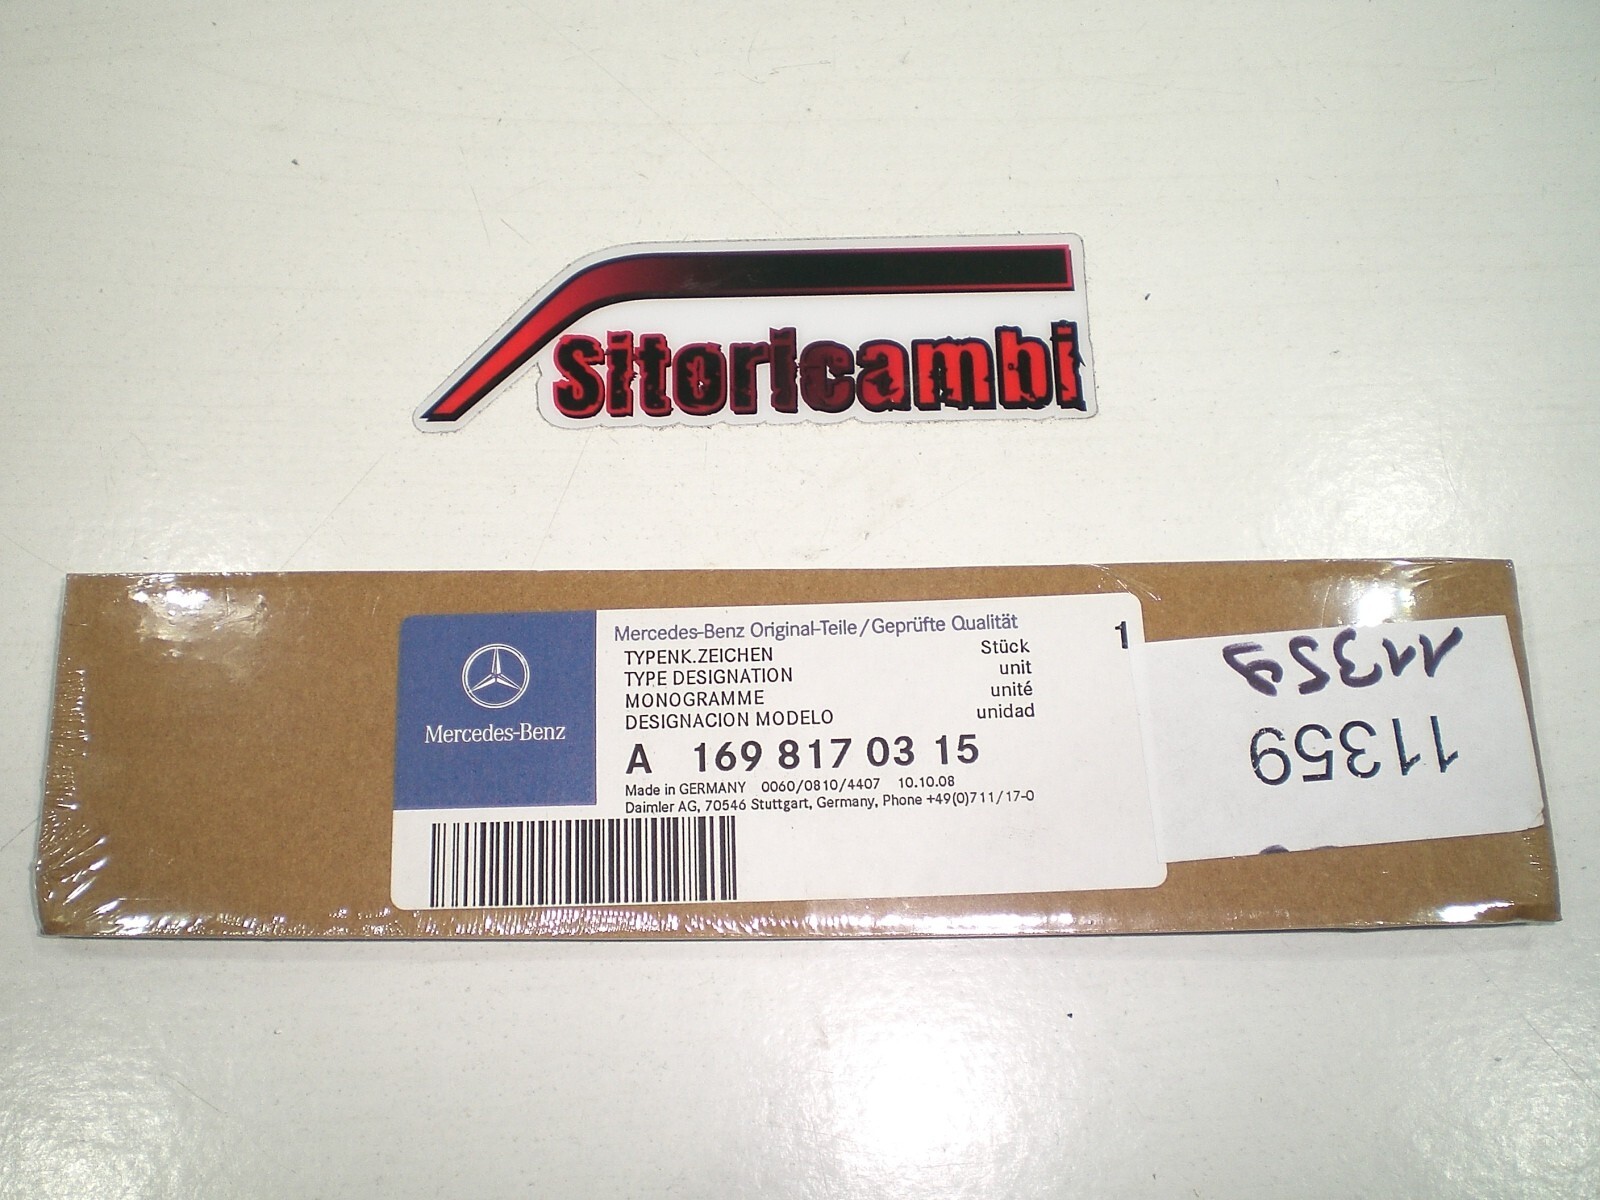 Sitoricambi
Mercedes-Benz
Mercedes-Benz Original-Teile/Geprüfte Qualität
TYPENK.ZEICHEN Stück 1
TYPE DESIGNATION unit
MONOGRAMME unité
DESIGNACION MODELO unidad
A 169 817 03 15
Made in GERMANY 0060/0810/4407 10.10.08
Daimler AG, 70546 Stuttgart, Germany, Phone +49(0)711/17-0
11359
11359